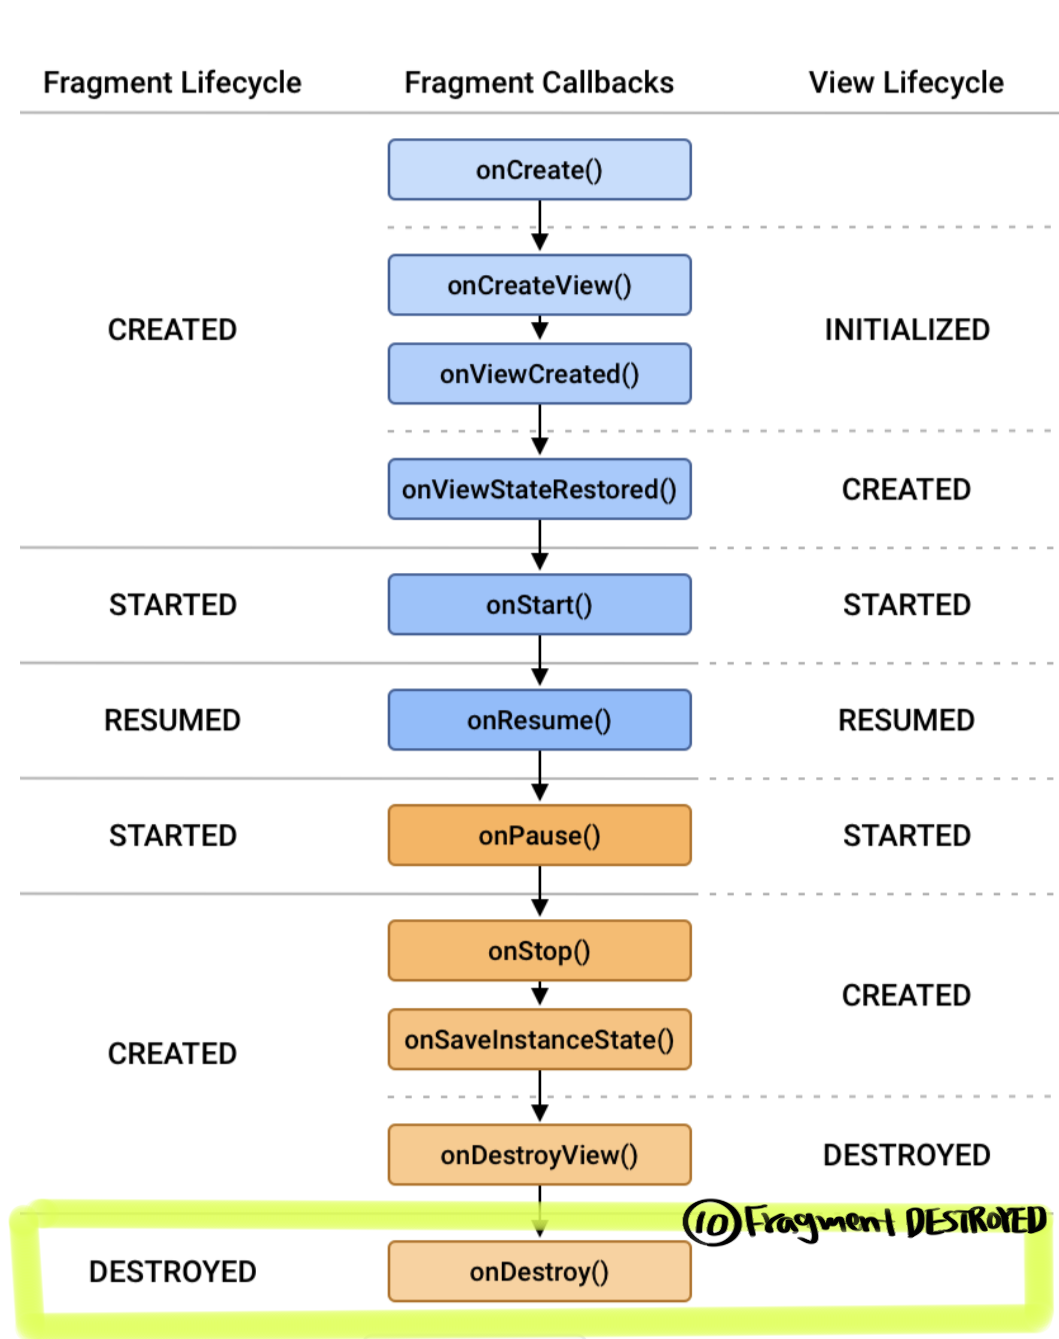 Fragment Lifecycle Fragment Callbacks View Lifecycle
onCreate()
onCreateView()
CREATED INITIALIZED
onViewCreated()
onViewStateRestored() CREATED
STARTED onStart() STARTED
RESUMED onResume() RESUMED
STARTED onPause() STARTED
onStop()
CREATED
onSaveInstanceState()
CREATED
onDestroyView() DESTROYED
⑩ Fragment DESTROYED
DESTROYED onDestroy()